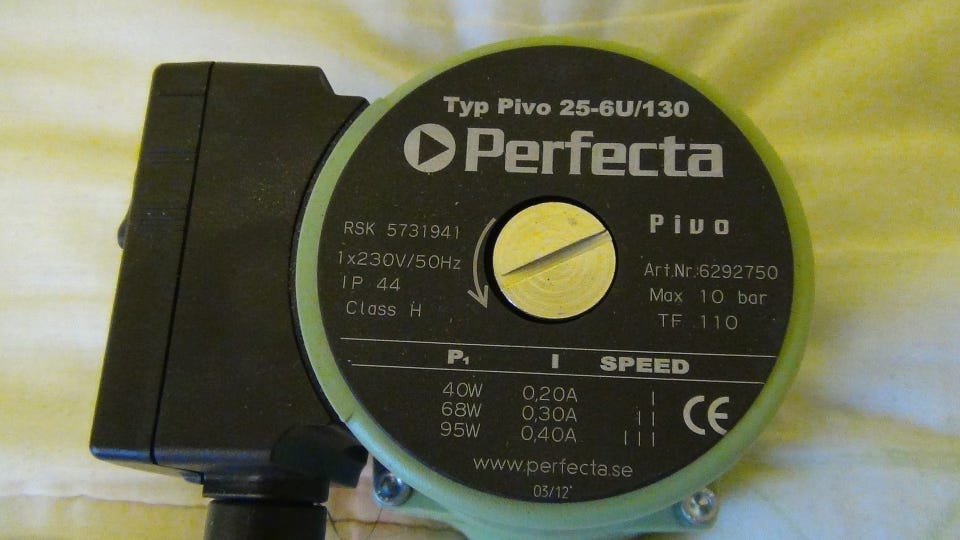 Typ Pivo 25-6U/130
Perfecta
Pivo
RSK 5731941
1x230V/50Hz
IP 44
Class H
Art.Nr.:6292750
Max 10 bar
TF 110
P₁ I SPEED
40W 0,20A I
68W 0,30A II
95W 0,40A III
CE
www.perfecta.se
03/12